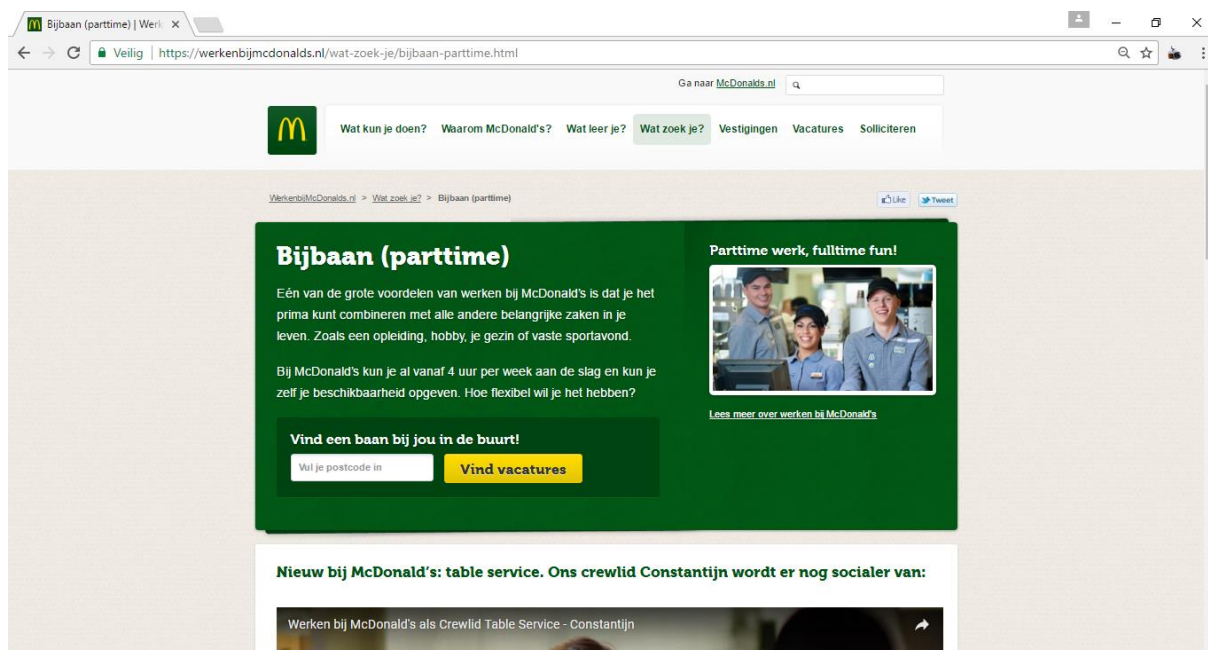 Bijbaan (parttime) | Werk
Veilig | https://werkenbijmcdonalds.nl/wat-zoek-je/bijbaan-parttime.html
Ga naar McDonalds.nl
Wat kun je doen? Waarom McDonald's? Wat leer je? Wat zoek je? Vestigingen Vacatures Solliciteren
WerkenbijMcDonalds.nl > Wat zoek je? > Bijbaan (parttime)
Like Tweet
Bijbaan (parttime)
Eén van de grote voordelen van werken bij McDonald's is dat je het
prima kunt combineren met alle andere belangrijke zaken in je
leven. Zoals een opleiding, hobby, je gezin of vaste sportavond.
Bij McDonald's kun je al vanaf 4 uur per week aan de slag en kun je
zelf je beschikbaarheid opgeven. Hoe flexibel wil je het hebben?
Vind een baan bij jou in de buurt!
Vul je postcode in Vind vacatures
Parttime werk, fulltime fun!
Lees meer over werken bij McDonald's
Nieuw bij McDonald's: table service. Ons crewlid Constantijn wordt er nog socialer van:
Werken bij McDonald's als Crewlid Table Service - Constantijn